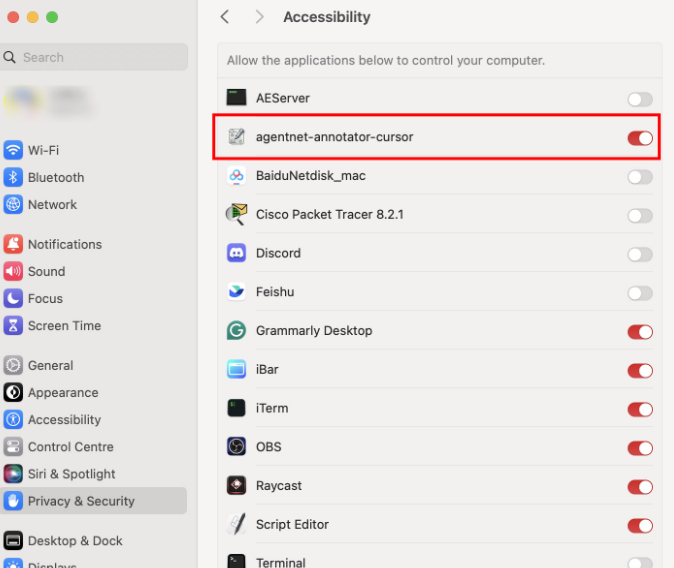 Accessibility
Search
Allow the applications below to control your computer.
AEServer
agentnet-annotator-cursor
BaiduNetdisk_mac
Cisco Packet Tracer 8.2.1
Discord
Feishu
Grammarly Desktop
iBar
iTerm
OBS
Raycast
Script Editor
Terminal
Wi-Fi
Bluetooth
Network
Notifications
Sound
Focus
Screen Time
General
Appearance
Accessibility
Control Centre
Siri & Spotlight
Privacy & Security
Desktop & Dock
Displays